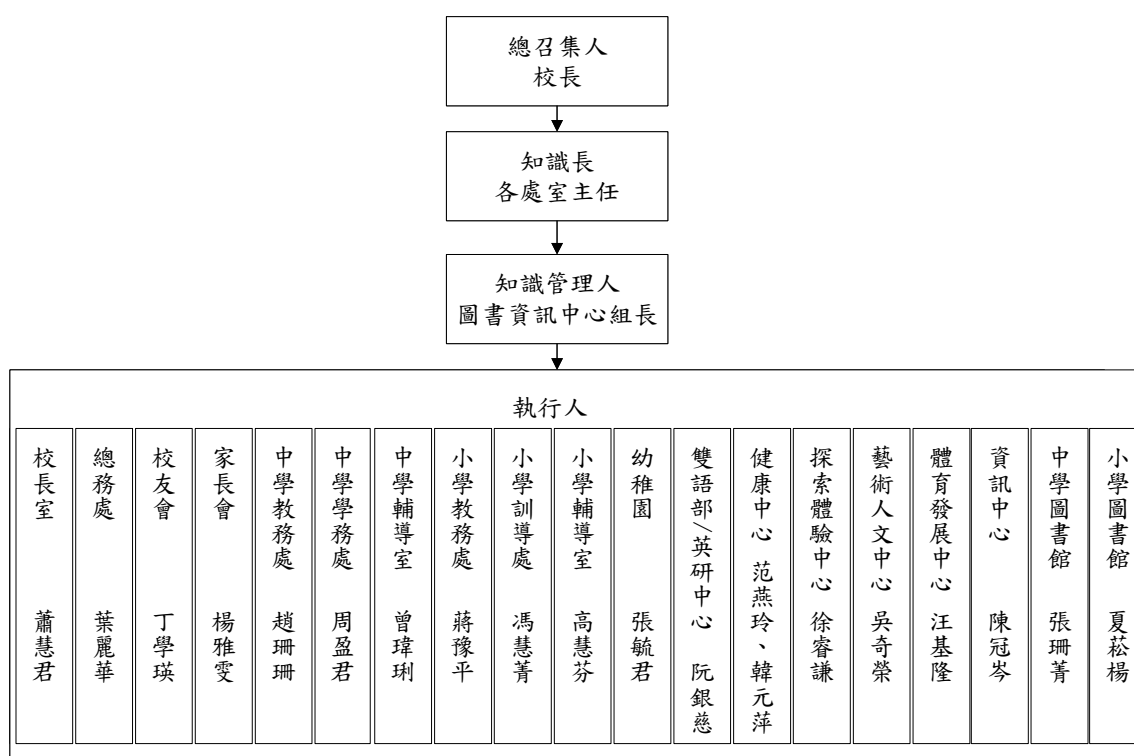 總召集人
校長
知識長
各處室主任
知識管理人
圖書資訊中心組長
執行人
校長室 蕭慧君
總務處 葉麗華
校友會 丁學瑛
家長會 楊雅雯
中學教務處 趙珊珊
中學學務處 周盈君
中學輔導室 曾瑋琍
小學教務處 蔣豫平
小學訓導處 馮慧菁
小學輔導室 高慧芬
幼稚園 張毓君
雙語部/英研中心 阮銀慈
健康中心 范燕玲、韓元萍
探索體驗中心 徐睿謙
藝術人文中心 吳奇榮
體育發展中心 汪基隆
資訊中心 陳冠岑
中學圖書館 張珊菁
小學圖書館 夏菘楊